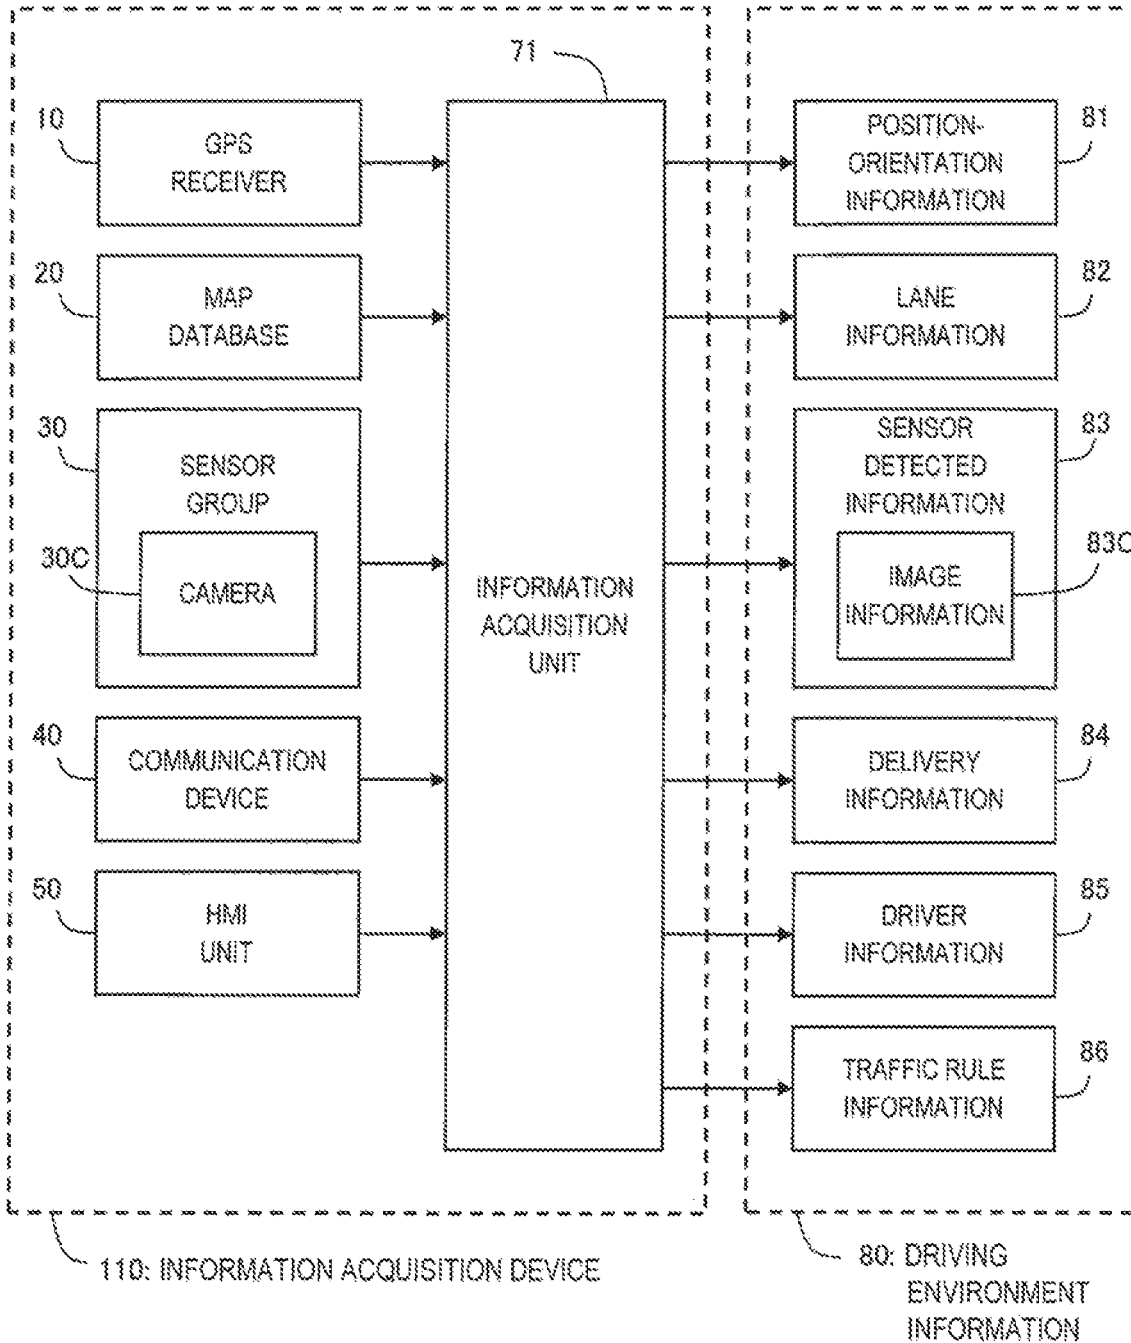 71
10
GPS
RECEIVER
20
MAP
DATABASE
30
SENSOR
GROUP
30C
CAMERA
40
COMMUNICATION
DEVICE
50
HMI
UNIT
INFORMATION
ACQUISITION
UNIT
81
POSITION-
ORIENTATION
INFORMATION
82
LANE
INFORMATION
83
SENSOR
DETECTED
INFORMATION
83C
IMAGE
INFORMATION
84
DELIVERY
INFORMATION
85
DRIVER
INFORMATION
86
TRAFFIC RULE
INFORMATION
110: INFORMATION ACQUISITION DEVICE
80: DRIVING
ENVIRONMENT
INFORMATION